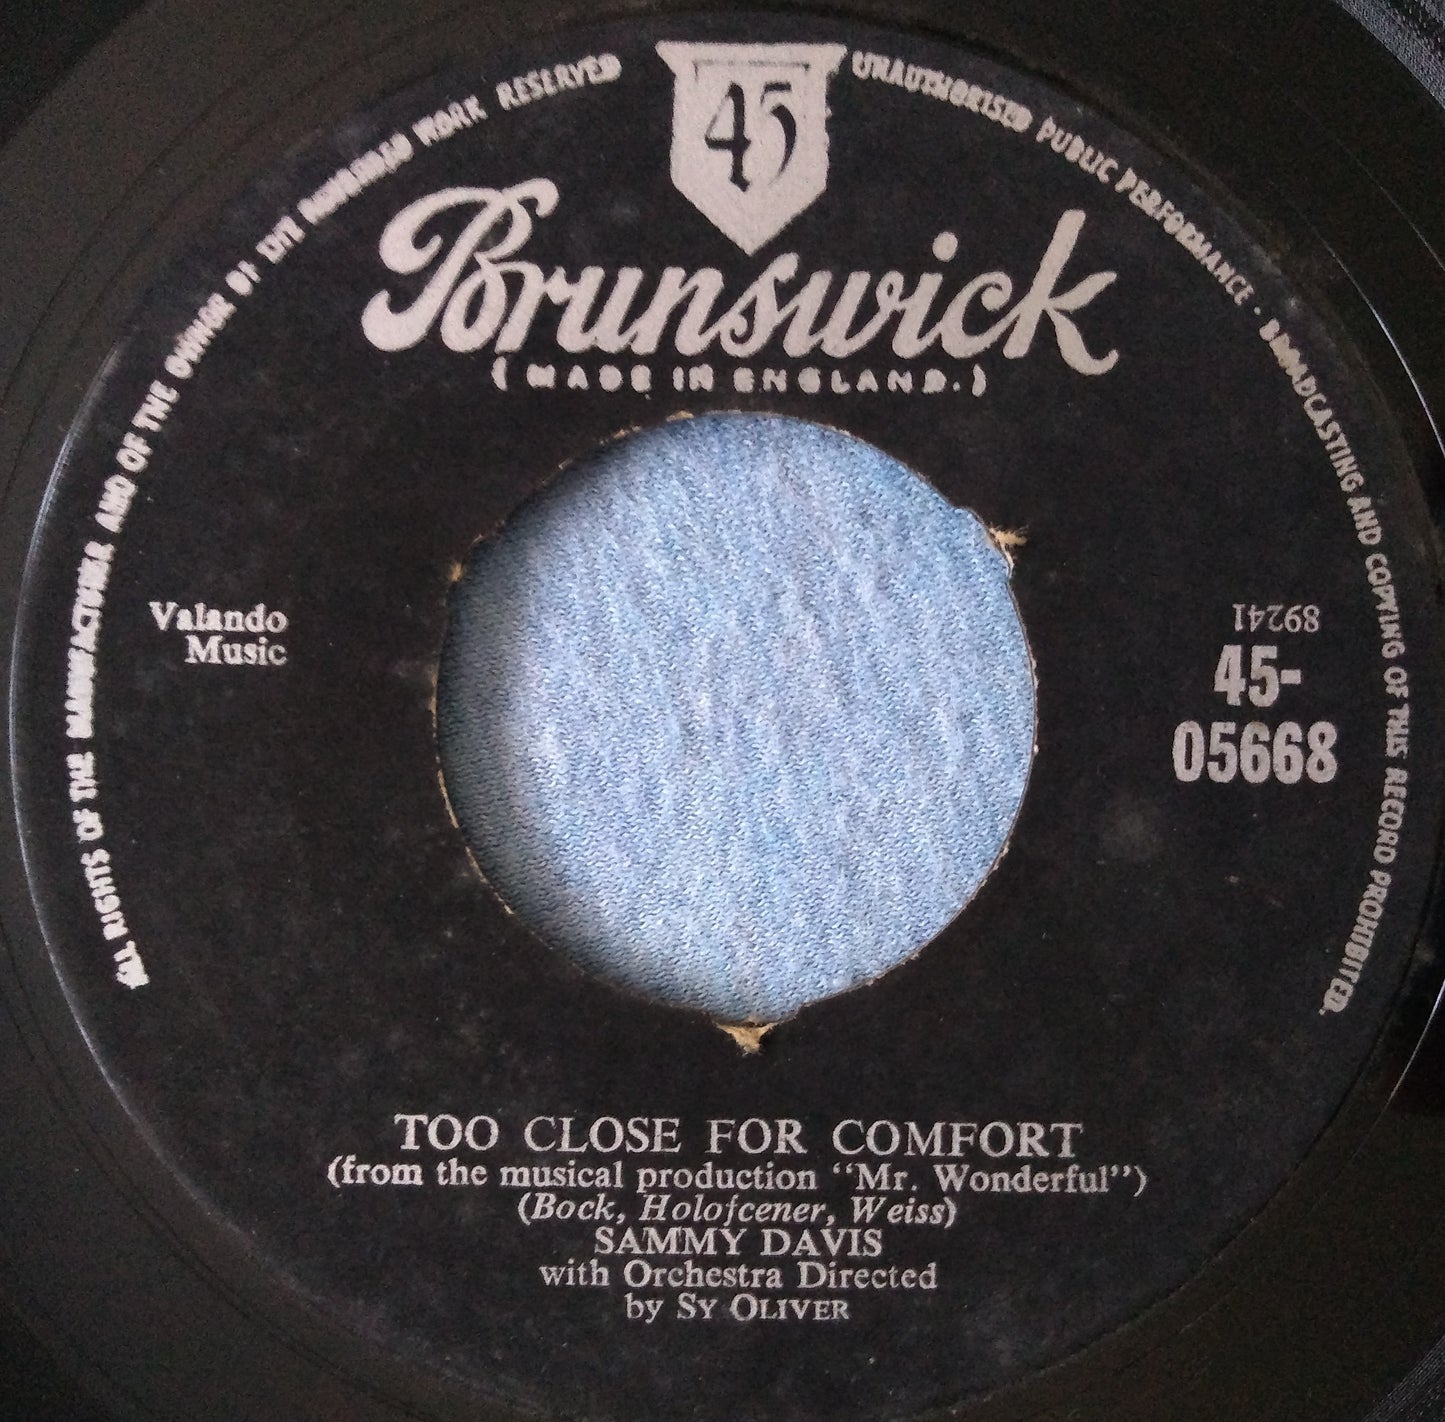 ALL RIGHTS OF THE MANUFACTURER AND OF THE OWNER OF THE RECORDED WORK RESERVED
UNAUTHORISED PUBLIC PERFORMANCE · BROADCASTING AND COPYING OF THIS RECORD PROHIBITED.
45
Brunswick
(MADE IN ENGLAND.)
Valando
Music
89241
45-
05668
TOO CLOSE FOR COMFORT
(from the musical production "Mr. Wonderful")
(Bock, Holofcener, Weiss)
SAMMY DAVIS
with Orchestra Directed
by SY OLIVER